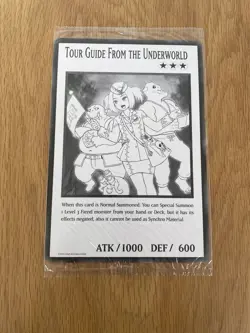 Tour Guide From the Underworld
When this card is Normal Summoned: You can Special Summon
1 Level 3 Fiend monster from your hand or Deck, but it has its
effects negated, also it cannot be used as Synchro Material.
ATK / 1000 DEF / 600